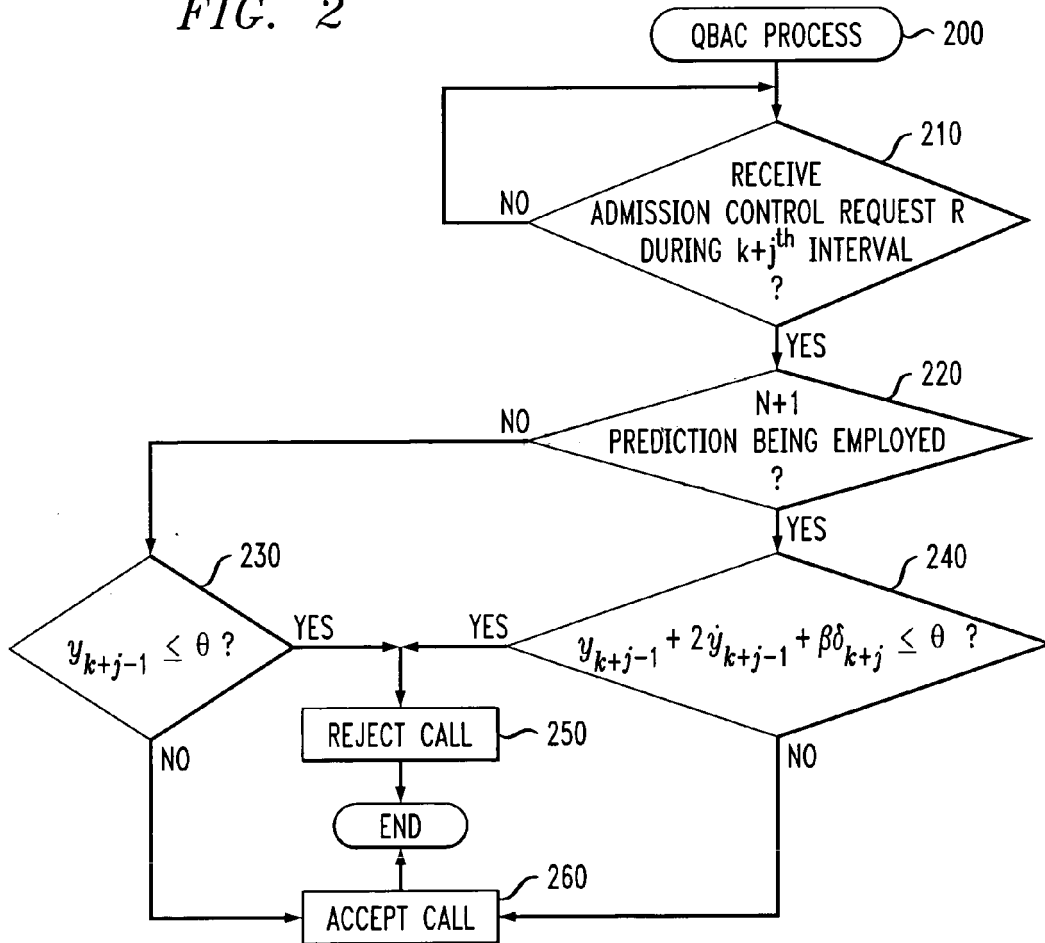 FIG. 2
QBAC PROCESS
200
210
RECEIVE
ADMISSION CONTROL REQUEST R
DURING k+jᵗʰ INTERVAL
?
NO
YES
220
N+1
PREDICTION BEING EMPLOYED
?
NO
YES
230
y_{k+j-1} ≤ θ ?
YES
NO
240
y_{k+j-1} + 2ẏ_{k+j-1} + βδ_{k+j} ≤ θ ?
YES
NO
REJECT CALL
250
END
ACCEPT CALL
260